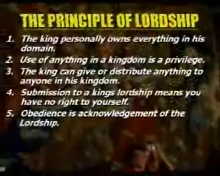 THE PRINCIPLE OF LORDSHIP
1. The king personally owns everything in his
domain.
2. Use of anything in a kingdom is a privilege.
3. The king can give or distribute anything to
anyone in his kingdom.
4. Submission to a kings lordship means you
have no right to yourself.
5. Obedience is acknowledgement of the
Lordship.